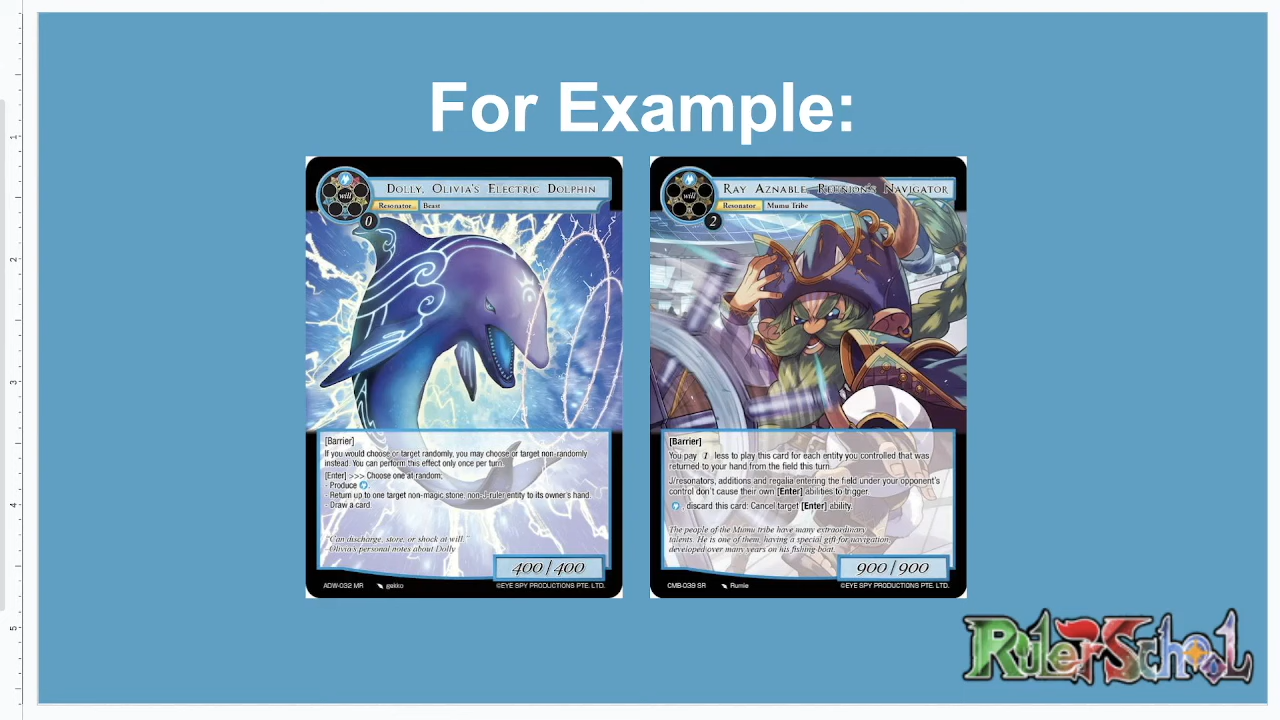 For Example:
will
DOLLY, OLIVIA'S ELECTRIC DOLPHIN
Resonator Beast
0
[Barrier]
If you would choose or target randomly, you may choose or target non-randomly
instead. You can perform this effect only once per turn.
[Enter] >>> Choose one at random;
- Produce .
- Return up to one target non-magic stone, non-J-ruler entity to its owner's hand.
- Draw a card
"Can discharge, store, or shock at will."
-Olivia's personal notes about Dolly
400 / 400
ADW-032 MR gekko ©EYE SPY PRODUCTIONS PTE. LTD.
will
RAY AZNABLE, REUNION'S NAVIGATOR
Resonator Mumu Tribe
2
[Barrier]
You pay 1 less to play this card for each entity you controlled that was
returned to your hand from the field this turn.
J/resonators, additions and regalia entering the field under your opponent's
control don't cause their own [Enter] abilities to trigger.
, discard this card: Cancel target [Enter] ability.
The people of the Mumu tribe have many extraordinary
talents. He is one of them, having a special gift for navigation,
developed over many years on his fishing boat.
900 / 900
CMB-039 SR Rumie ©EYE SPY PRODUCTIONS PTE. LTD.
Ruler School
1
2
3
4
5